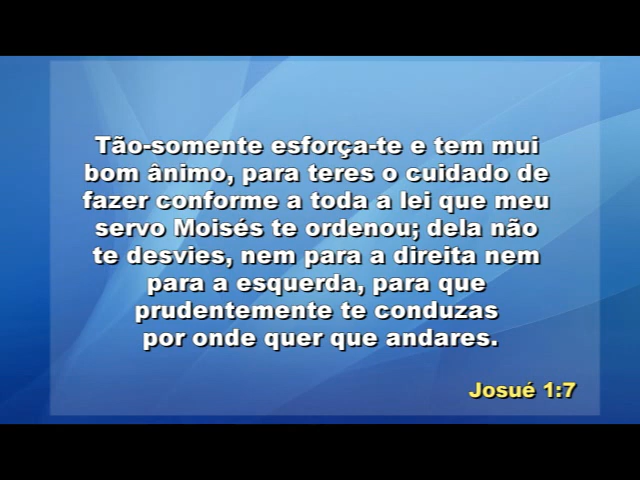 Tão-somente esforça-te e tem mui
bom ânimo, para teres o cuidado de
fazer conforme a toda a lei que meu
servo Moisés te ordenou; dela não
te desvies, nem para a direita nem
para a esquerda, para que
prudentemente te conduzas
por onde quer que andares.
Josué 1:7